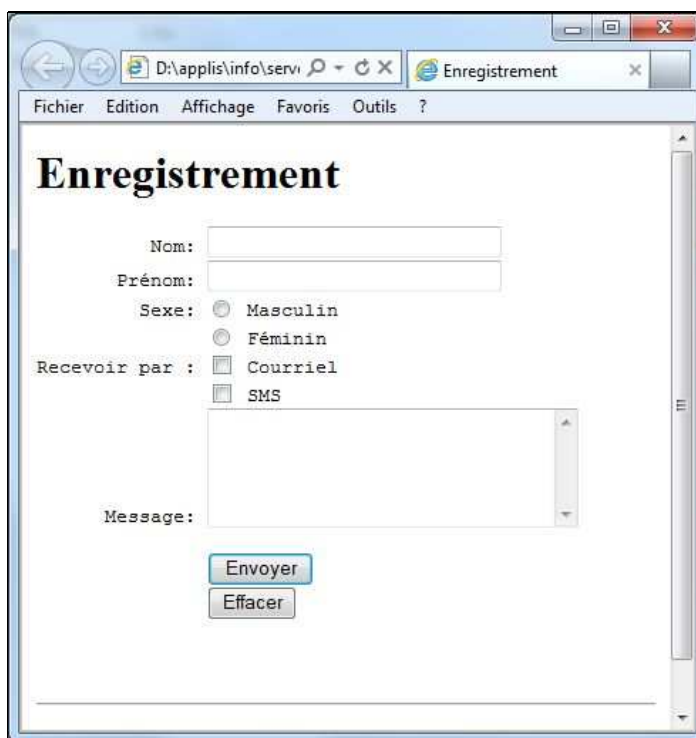 D:\applis\info\serv
Enregistrement
Fichier Edition Affichage Favoris Outils ?
Enregistrement
Nom:
Prénom:
Sexe: Masculin
Féminin
Recevoir par : Courriel
SMS
Message:
Envoyer
Effacer